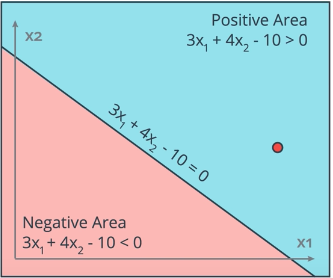 Positive Area
3x₁ + 4x₂ - 10 > 0
X2
3x₁ + 4x₂ - 10 = 0
Negative Area
3x₁ + 4x₂ - 10 < 0
X1